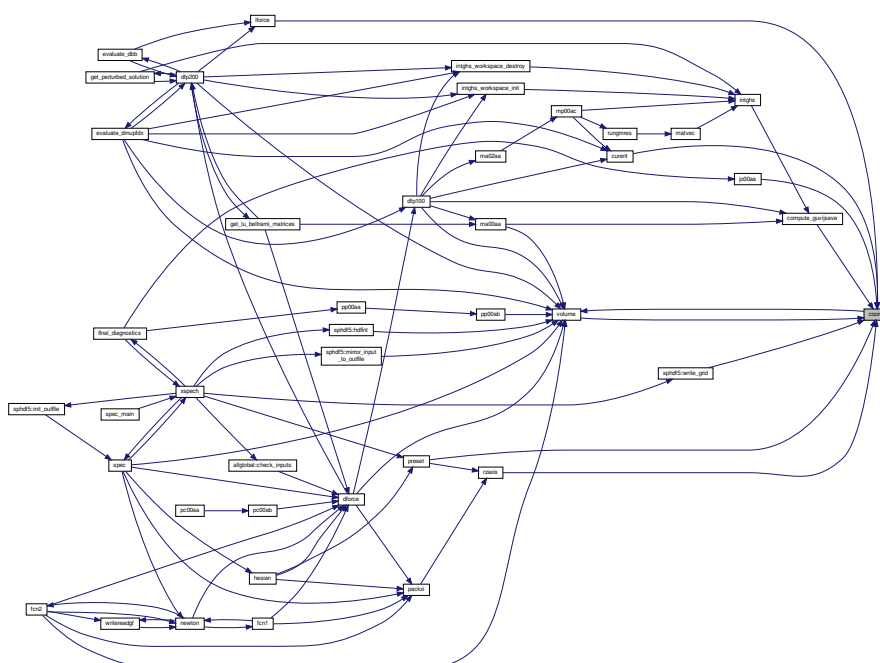 lforce
evaluate_dbb
intghs_workspace_destroy
get_perturbed_solution
dfp200
intghs_workspace_init
intghs
mp00ac
evaluate_dmupfdx
rungmres
matvec
ma02aa
curent
jo00aa
dfp100
compute_guvijsave
get_lu_beltrami_matrices
ma00aa
pp00aa
pp00ab
volume
coord
final_diagnostics
sphdf5::hdfint
sphdf5::mirror_input
_to_outfile
sphdf5::write_grid
xspech
sphdf5::init_outfile
spec_main
spec
allglobal::check_inputs
preset
rzaxis
dforce
pc00aa
pc00ab
hesian
packxi
fcn2
writereadgf
newton
fcn1